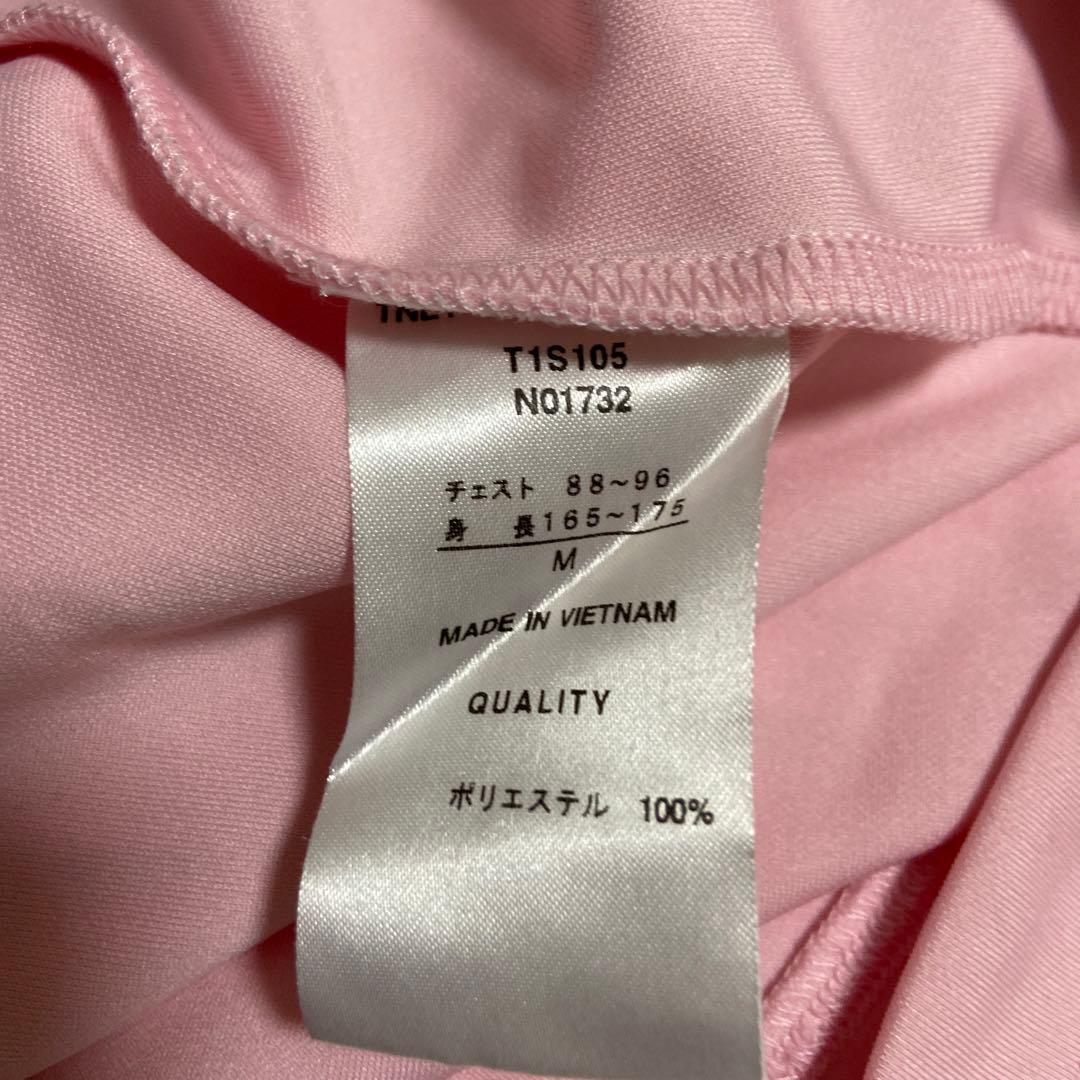 T1S105
N01732
チェスト 88~96
身 長165~175
M
MADE IN VIETNAM
QUALITY
ポリエステル 100%